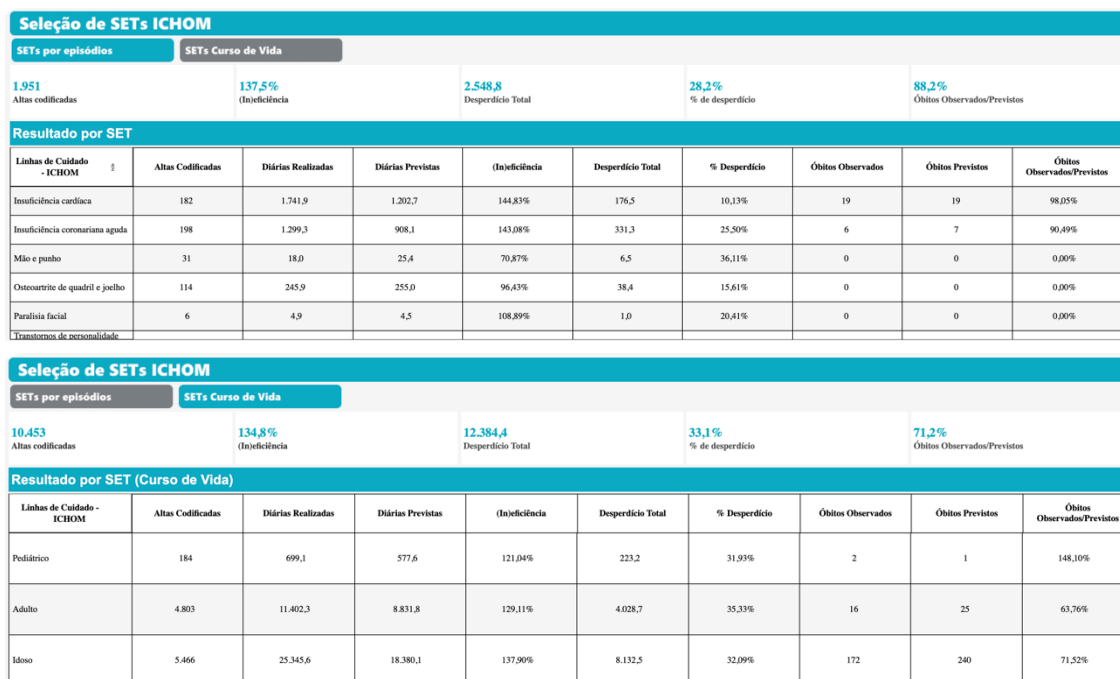 Seleção de SETs ICHOM
SETs por episódios SETs Curso de Vida
1.951 137,5% 2.548,8 28,2% 88,2%
Altas codificadas (In)eficiência Desperdício Total % de desperdício Óbitos Observados/Previstos
Resultado por SET
Linhas de Cuidado - ICHOM Altas Codificadas Diárias Realizadas Diárias Previstas (In)eficiência Desperdício Total % Desperdício Óbitos Observados Óbitos Previstos Óbitos Observados/Previstos
Insuficiência cardíaca 182 1.741,9 1.202,7 144,83% 176,5 10,13% 19 19 98,05%
Insuficiência coronariana aguda 198 1.299,3 908,1 143,08% 331,3 25,50% 6 7 90,49%
Mão e punho 31 18,0 25,4 70,87% 6,5 36,11% 0 0 0,00%
Osteoartrite de quadril e joelho 114 245,9 255,0 96,43% 38,4 15,61% 0 0 0,00%
Paralisia facial 6 4,9 4,5 108,89% 1,0 20,41% 0 0 0,00%
Transtornos de personalidade
Seleção de SETs ICHOM
SETs por episódios SETs Curso de Vida
10.453 134,8% 12.384,4 33,1% 71,2%
Altas codificadas (In)eficiência Desperdício Total % de desperdício Óbitos Observados/Previstos
Resultado por SET (Curso de Vida)
Linhas de Cuidado - ICHOM Altas Codificadas Diárias Realizadas Diárias Previstas (In)eficiência Desperdício Total % Desperdício Óbitos Observados Óbitos Previstos Óbitos Observados/Previstos
Pediátrico 184 699,1 577,6 121,04% 223,2 31,93% 2 1 148,10%
Adulto 4.803 11.402,3 8.831,8 129,11% 4.028,7 35,33% 16 25 63,76%
Idoso 5.466 25.345,6 18.380,1 137,90% 8.132,5 32,09% 172 240 71,52%